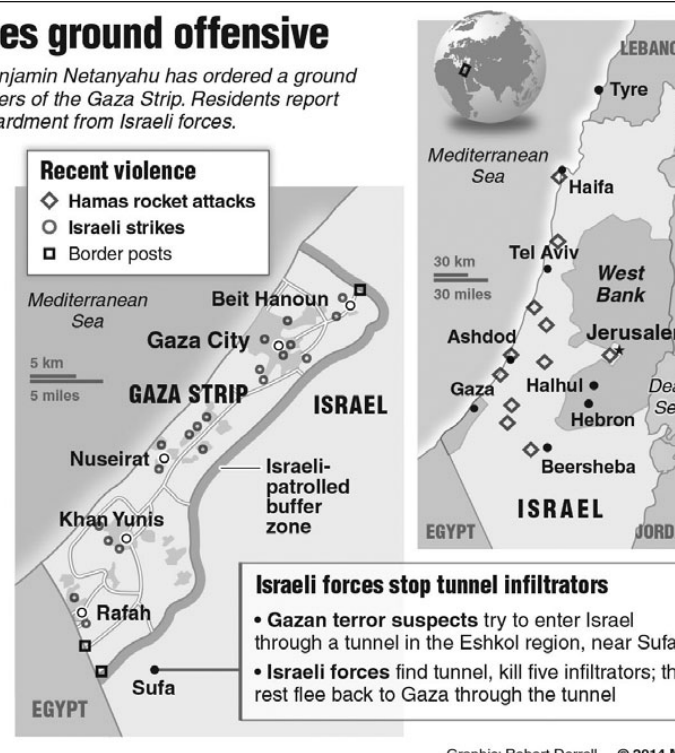 es ground offensive
njamin Netanyahu has ordered a ground
ers of the Gaza Strip. Residents report
ardment from Israeli forces.
Recent violence
Hamas rocket attacks
Israeli strikes
Border posts
Mediterranean
Sea
5 km
5 miles
Beit Hanoun
Gaza City
GAZA STRIP
ISRAEL
Nuseirat
Israeli-
patrolled
buffer
zone
Khan Yunis
Rafah
Sufa
EGYPT
LEBANO
Tyre
Mediterranean
Sea
Haifa
30 km
30 miles
Tel Aviv
West
Bank
Ashdod
Jerusaler
Gaza
Halhul
Dea
Se
Hebron
Beersheba
ISRAEL
EGYPT
JORD
Israeli forces stop tunnel infiltrators
• Gazan terror suspects try to enter Israel
through a tunnel in the Eshkol region, near Sufa
• Israeli forces find tunnel, kill five infiltrators; th
rest flee back to Gaza through the tunnel
Graphic: Robert Dorrell © 2014 M